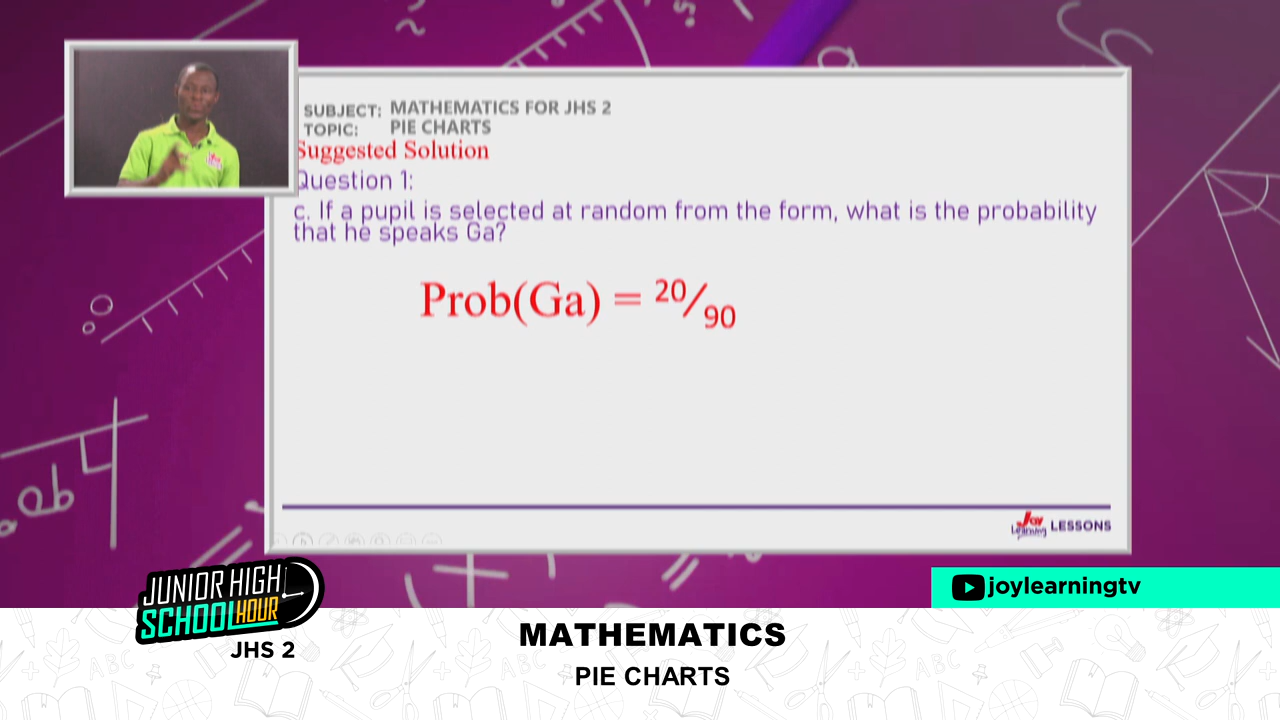 SUBJECT: MATHEMATICS FOR JHS 2
TOPIC: PIE CHARTS
Suggested Solution
Question 1:
c. If a pupil is selected at random from the form, what is the probability
that he speaks Ga?
Prob(Ga) = 20/90
Joy Learning LESSONS
joylearningtv
JUNIOR HIGH
SCHOOL HOUR
JHS 2
MATHEMATICS
PIE CHARTS